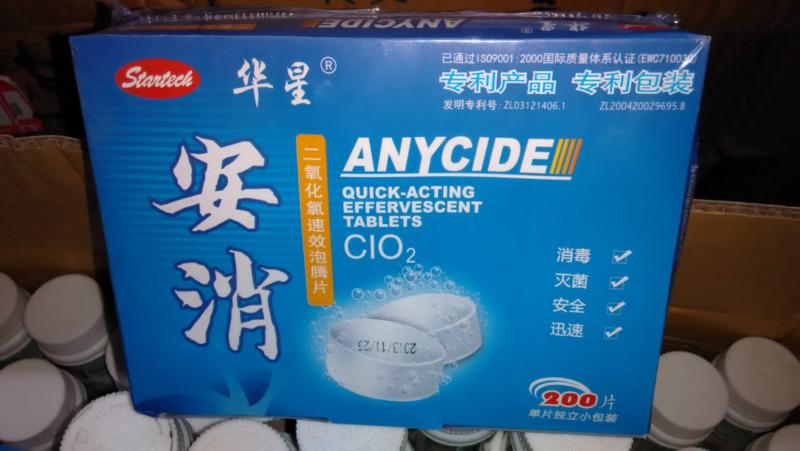 ANYCIDE
华星
Startech
华星®
已通过ISO9001:2000国际质量体系认证
专利产品 专利包装
发明专利号:ZL03121406.1
ZL200420029695.8
安消
二氧化氯速效泡腾片
ANYCIDE
QUICK-ACTING
EFFERVESCENT
TABLETS
ClO2
消毒
灭菌
安全
迅速
2013/11/23
200片
单片独立小包装